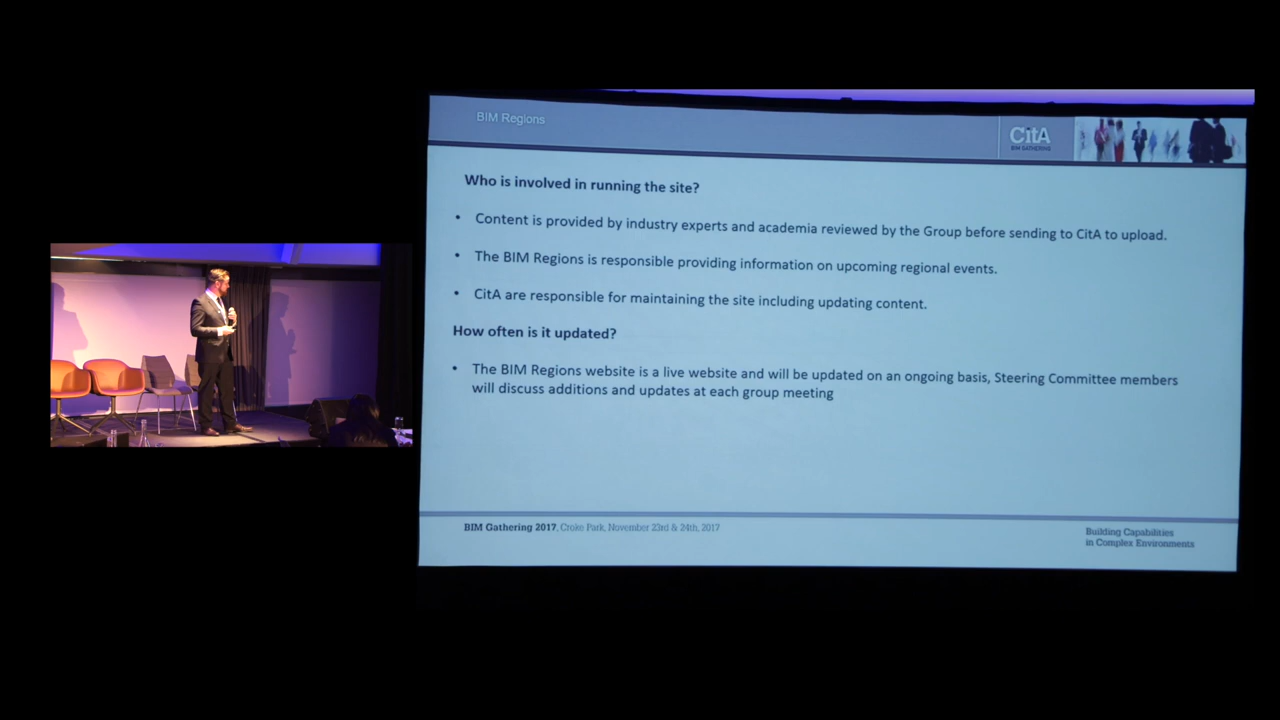 BIM Regions
CitA
BIM GATHERING
Who is involved in running the site?
• Content is provided by industry experts and academia reviewed by the Group before sending to CitA to upload.
• The BIM Regions is responsible providing information on upcoming regional events.
• CitA are responsible for maintaining the site including updating content.
How often is it updated?
• The BIM Regions website is a live website and will be updated on an ongoing basis, Steering Committee members
will discuss additions and updates at each group meeting
BIM Gathering 2017, Croke Park, November 23rd & 24th, 2017
Building Capabilities
in Complex Environments